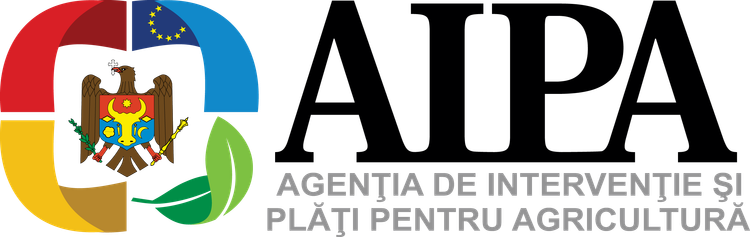 AIPA
AGENŢIA DE INTERVENŢIE ŞI
PLĂŢI PENTRU AGRICULTURĂ